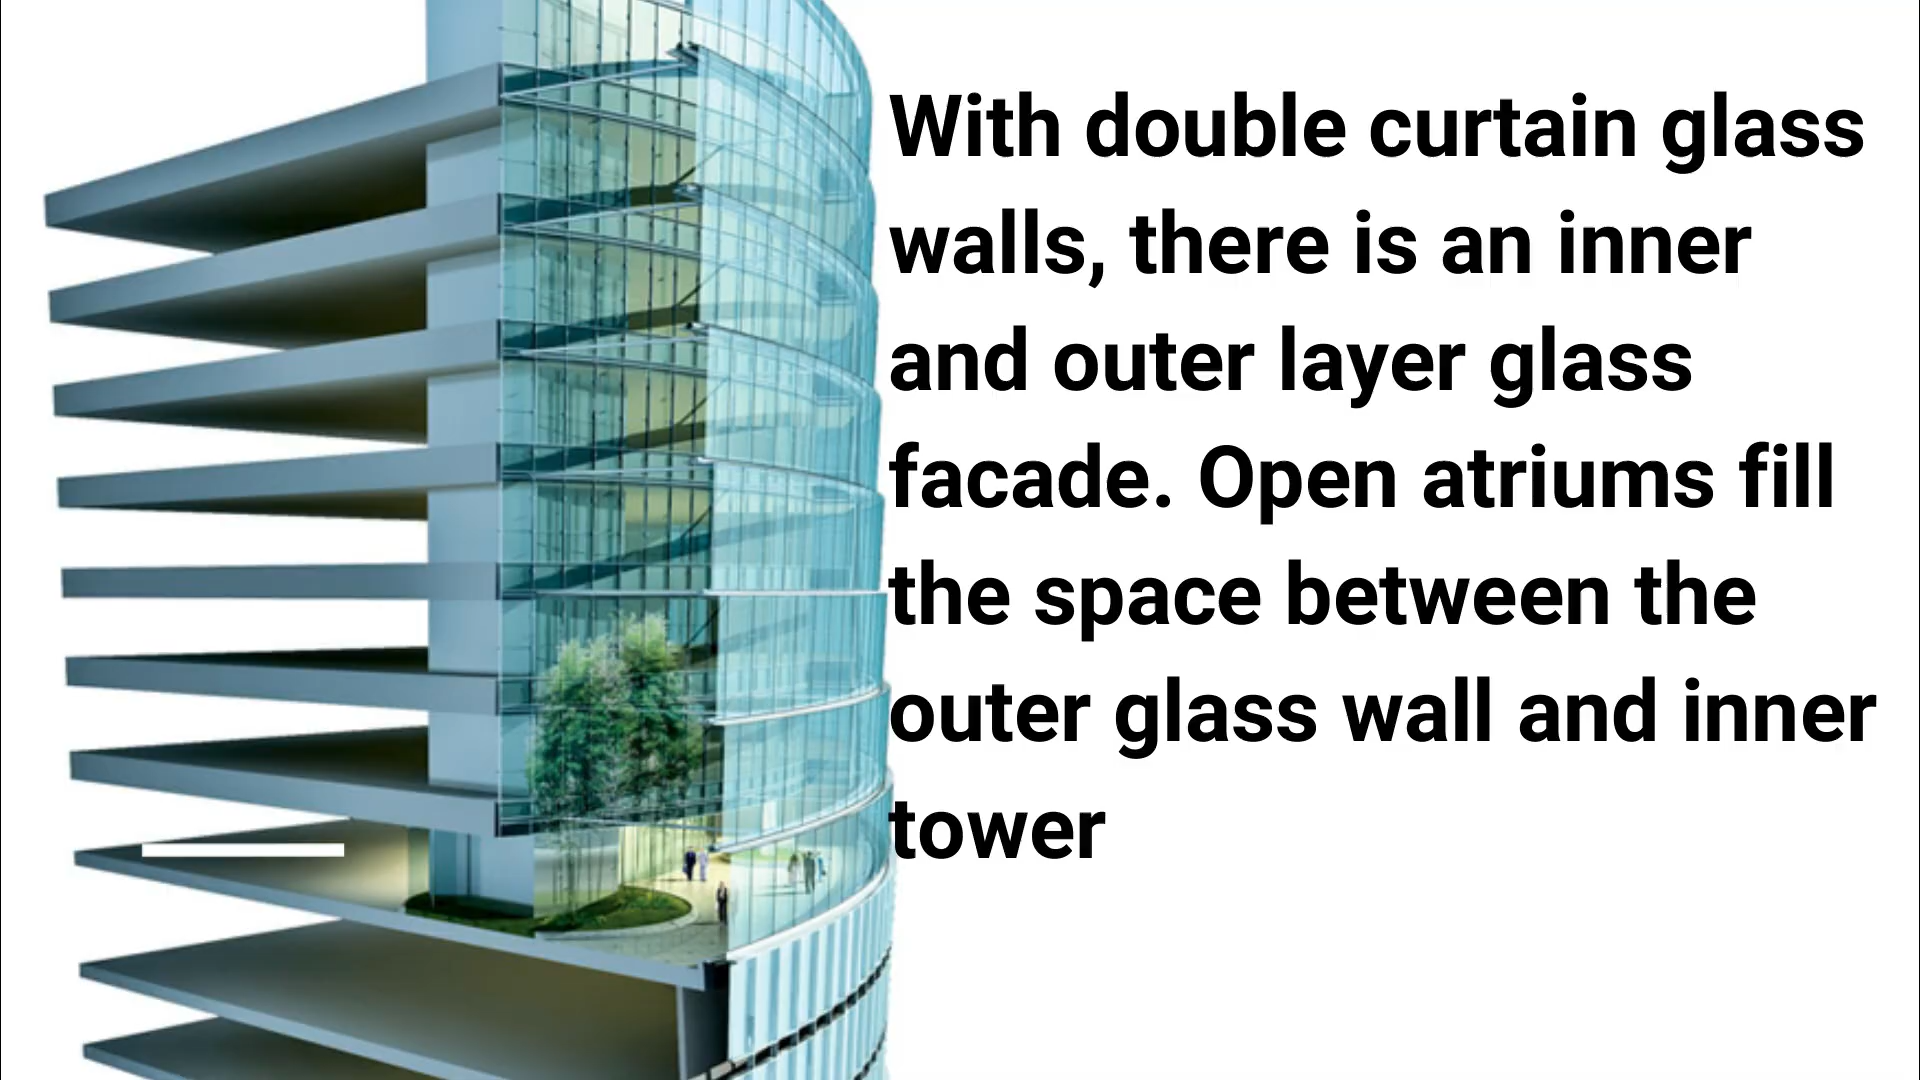 With double curtain glass
walls, there is an inner
and outer layer glass
facade. Open atriums fill
the space between the
outer glass wall and inner
tower